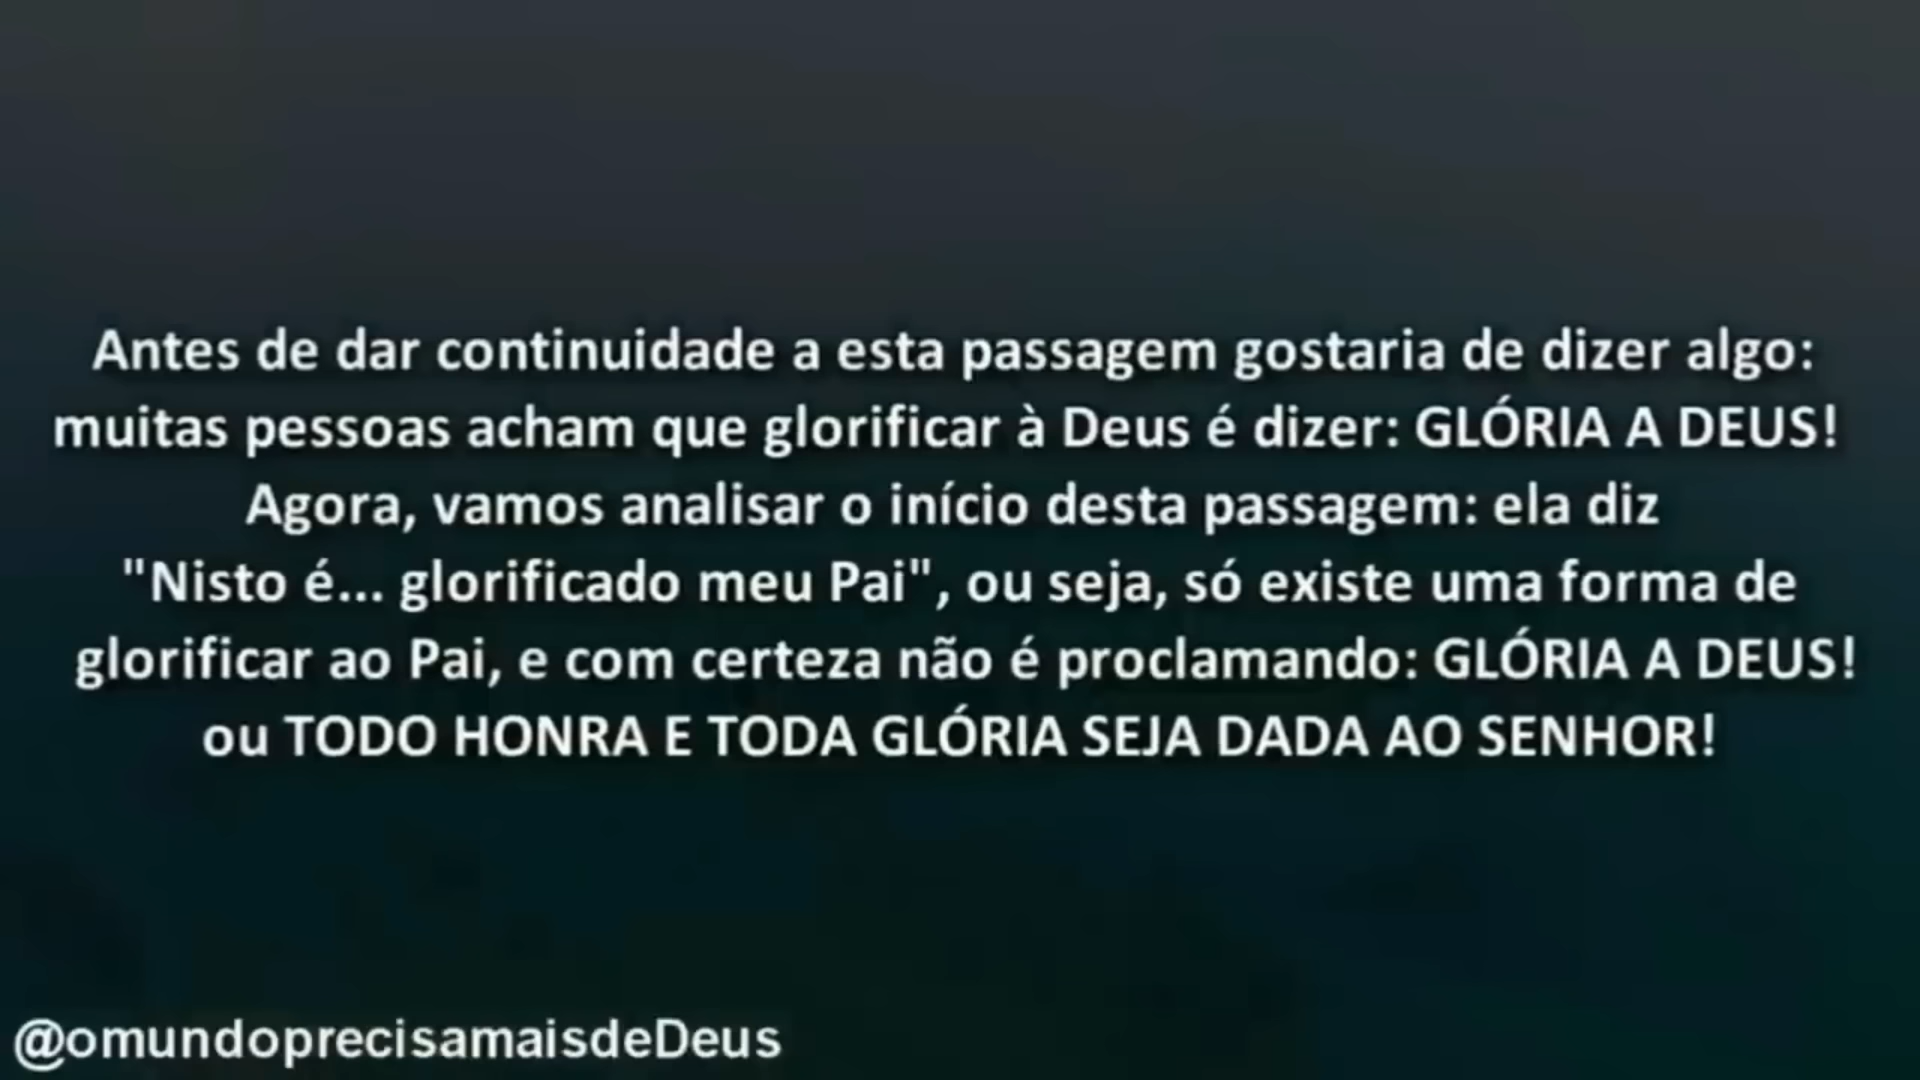 Antes de dar continuidade a esta passagem gostaria de dizer algo:
muitas pessoas acham que glorificar à Deus é dizer: GLÓRIA A DEUS!
Agora, vamos analisar o início desta passagem: ela diz
"Nisto é... glorificado meu Pai", ou seja, só existe uma forma de
glorificar ao Pai, e com certeza não é proclamando: GLÓRIA A DEUS!
ou TODO HONRA E TODA GLÓRIA SEJA DADA AO SENHOR!
@omundoprecisamaisdeDeus